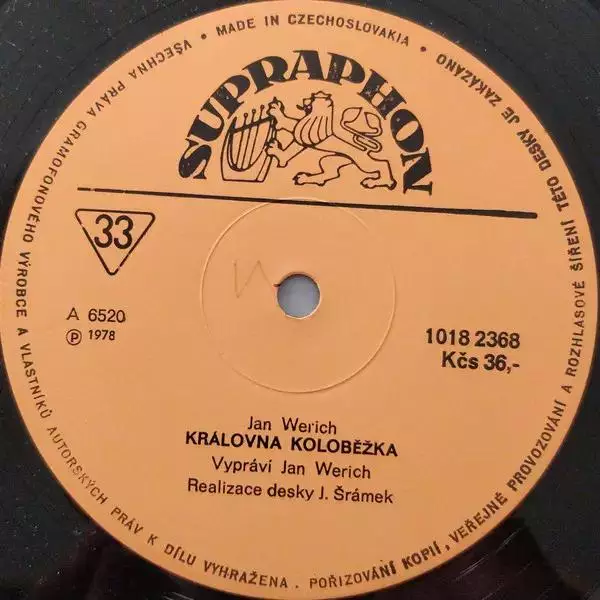 VŠECHNA PRÁVA GRAMOFONOVÉHO VÝROBCE A VLASTNÍKŮ AUTORSKÝCH PRÁV K DÍLU VYHRAŽENA . POŘIZOVÁNÍ KOPIÍ, VEŘEJNÉ PROVOZOVÁNÍ A ROZHLASOVÉ ŠÍŘENÍ TÉTO DESKY JE ZAKÁZÁNO
• MADE IN CZECHOSLOVAKIA •
SUPRAPHON
33
A 6520
Ⓟ 1978
1018 2368
Kčs 36,-
Jan Werich
KRÁLOVNA KOLOBĚŽKA
Vypráví Jan Werich
Realizace desky J. Šrámek